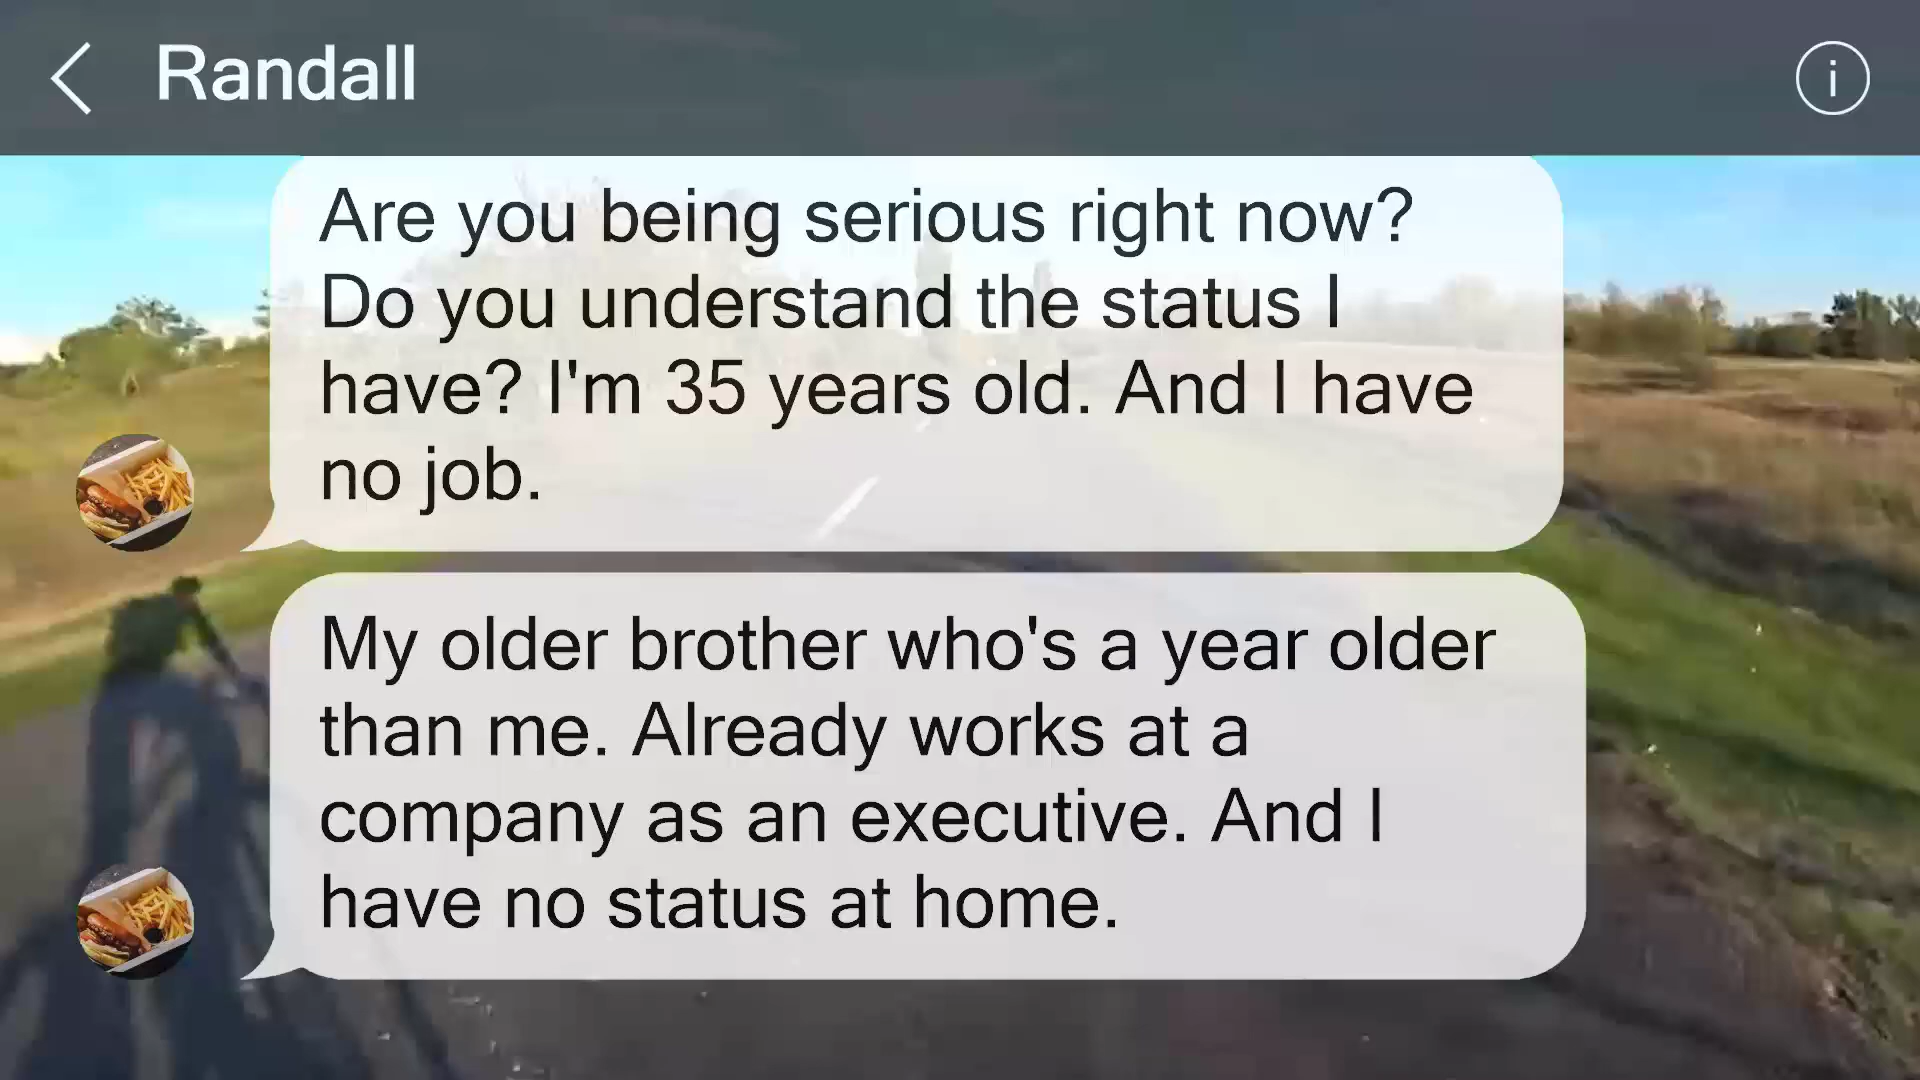 Randall
Are you being serious right now?
Do you understand the status I
have? I'm 35 years old. And I have
no job.
My older brother who's a year older
than me. Already works at a
company as an executive. And I
have no status at home.